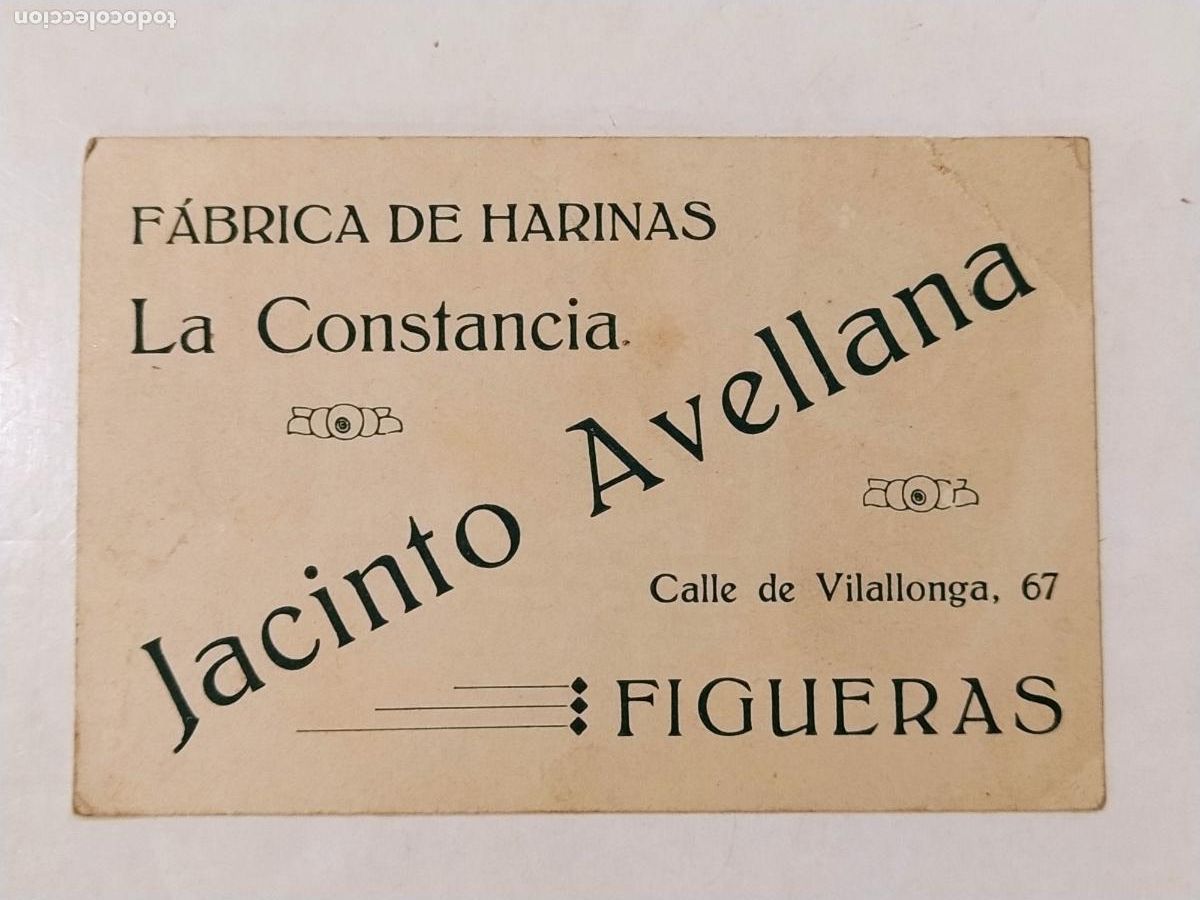 todocoleccion
FÁBRICA DE HARINAS
La Constancia.
Jacinto Avellana
Calle de Vilallonga, 67
FIGUERAS